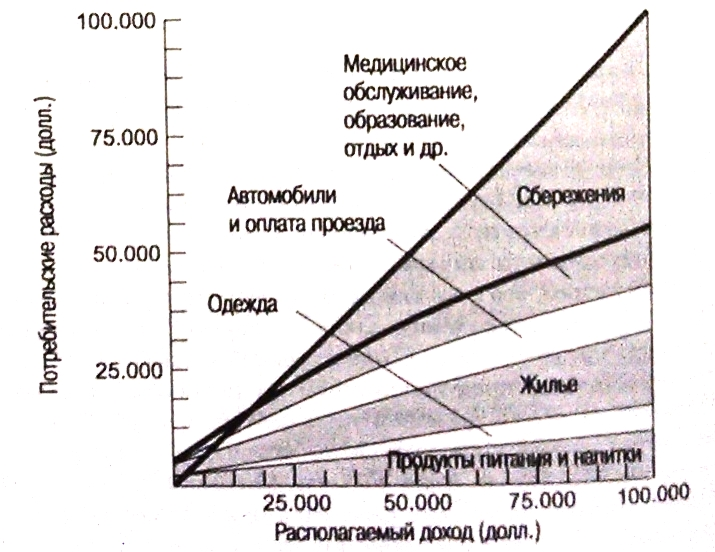 100.000
75.000
50.000
25.000
Потребительские расходы (долл.)
Медицинское
обслуживание,
образование,
отдых и др.
Автомобили
и оплата проезда
Сбережения
Одежда
Жилье
Продукты питания и напитки
25.000 50.000 75.000 100.000
Располагаемый доход (долл.)